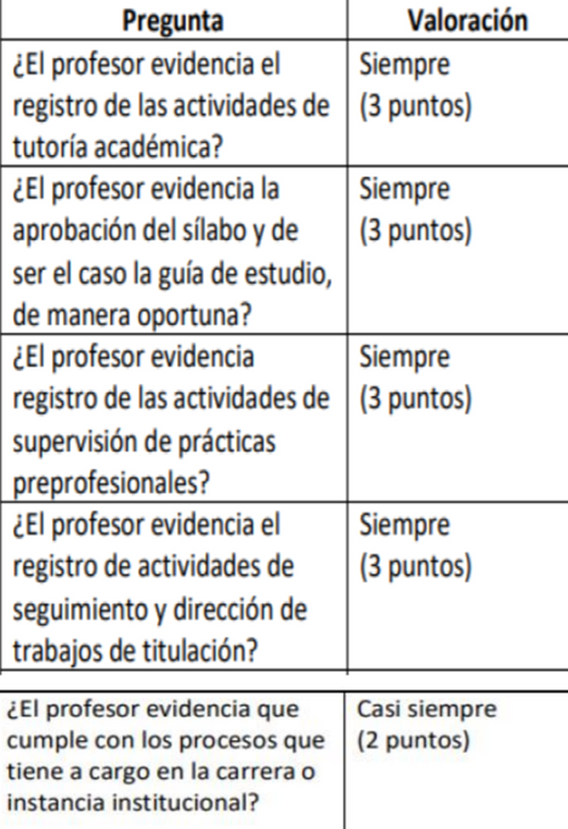 Pregunta Valoración
¿El profesor evidencia el Siempre
registro de las actividades de (3 puntos)
tutoría académica?
¿El profesor evidencia la Siempre
aprobación del sílabo y de (3 puntos)
ser el caso la guía de estudio,
de manera oportuna?
¿El profesor evidencia Siempre
registro de las actividades de (3 puntos)
supervisión de prácticas
preprofesionales?
¿El profesor evidencia el Siempre
registro de actividades de (3 puntos)
seguimiento y dirección de
trabajos de titulación?
¿El profesor evidencia que Casi siempre
cumple con los procesos que (2 puntos)
tiene a cargo en la carrera o
instancia institucional?